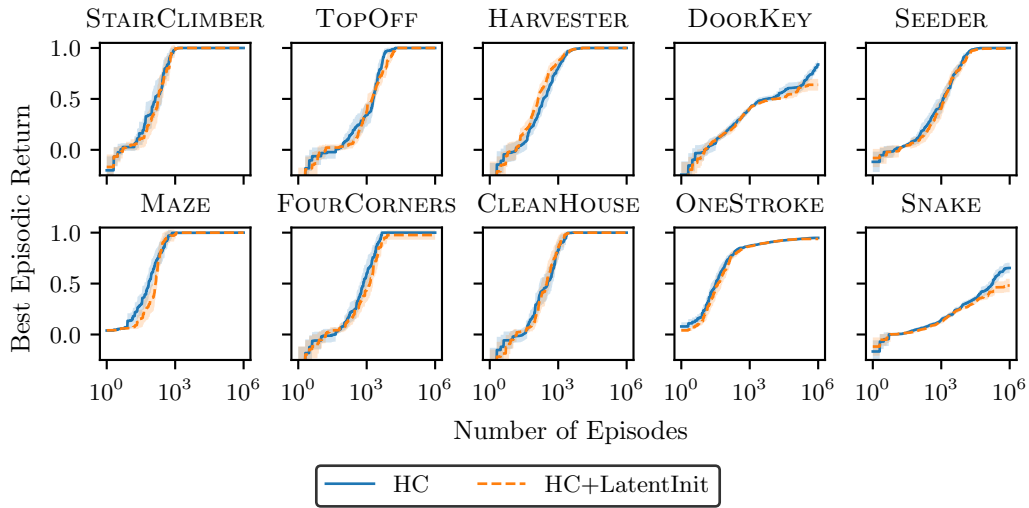 STAIRCLIMBER TOPOFF HARVESTER DOORKEY SEEDER
1.0
0.5
0.0
MAZE FOURCORNERS CLEANHOUSE ONESTROKE SNAKE
1.0
0.5
0.0
10^0 10^3 10^6 10^0 10^3 10^6 10^0 10^3 10^6 10^0 10^3 10^6 10^0 10^3 10^6
Best Episodic Return
Number of Episodes
HC HC+LatentInit